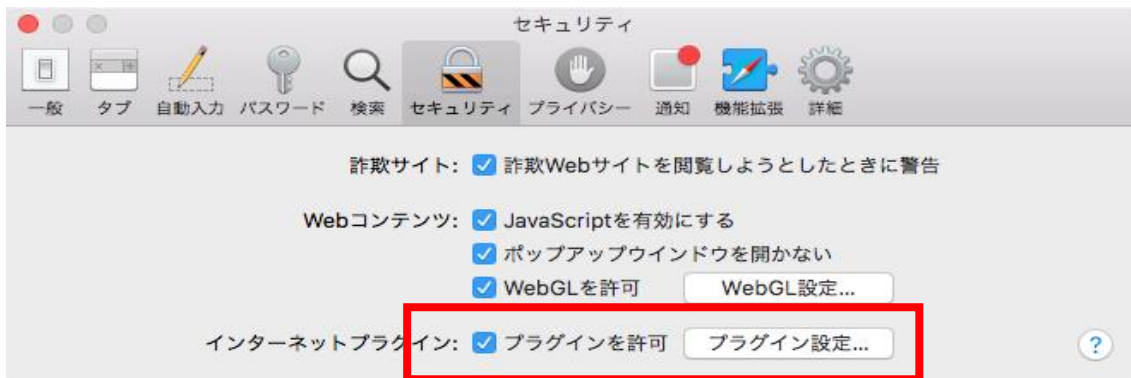 セキュリティ
一般 タブ 自動入力 パスワード 検索 セキュリティ プライバシー 通知 機能拡張 詳細
詐欺サイト: 詐欺Webサイトを閲覧しようとしたときに警告
Webコンテンツ: JavaScriptを有効にする
ポップアップウインドウを開かない
WebGLを許可 WebGL設定...
インターネットプラグイン: プラグインを許可 プラグイン設定... ?